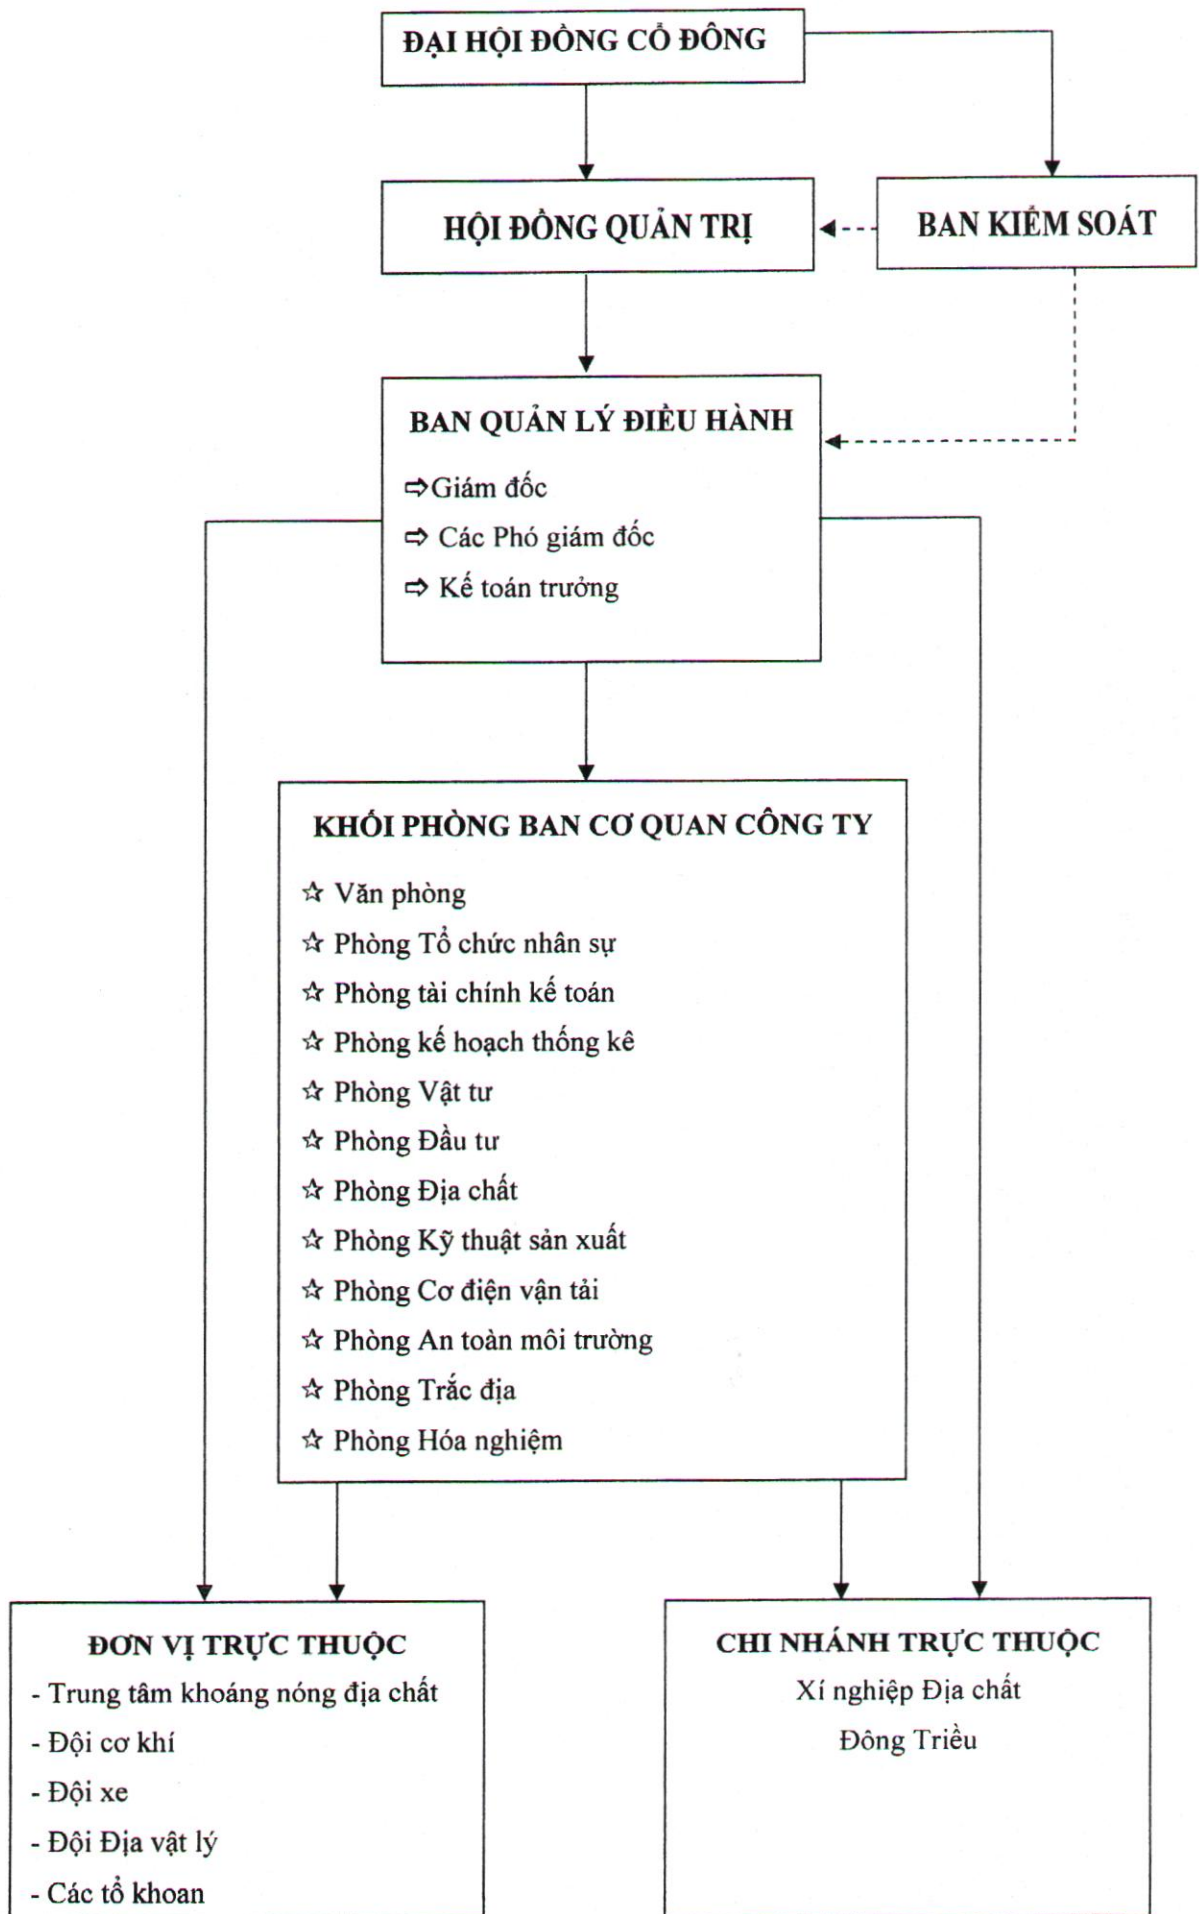 ĐẠI HỘI ĐỒNG CỔ ĐÔNG
HỘI ĐỒNG QUẢN TRỊ
BAN KIỂM SOÁT
BAN QUẢN LÝ ĐIỀU HÀNH
⇨Giám đốc
⇨ Các Phó giám đốc
⇨ Kế toán trưởng
KHỐI PHÒNG BAN CƠ QUAN CÔNG TY
☆ Văn phòng
☆ Phòng Tổ chức nhân sự
☆ Phòng tài chính kế toán
☆ Phòng kế hoạch thống kê
☆ Phòng Vật tư
☆ Phòng Đầu tư
☆ Phòng Địa chất
☆ Phòng Kỹ thuật sản xuất
☆ Phòng Cơ điện vận tải
☆ Phòng An toàn môi trường
☆ Phòng Trắc địa
☆ Phòng Hóa nghiệm
ĐƠN VỊ TRỰC THUỘC
- Trung tâm khoáng nóng địa chất
- Đội cơ khí
- Đội xe
- Đội Địa vật lý
- Các tổ khoan
CHI NHÁNH TRỰC THUỘC
Xí nghiệp Địa chất
Đông Triều